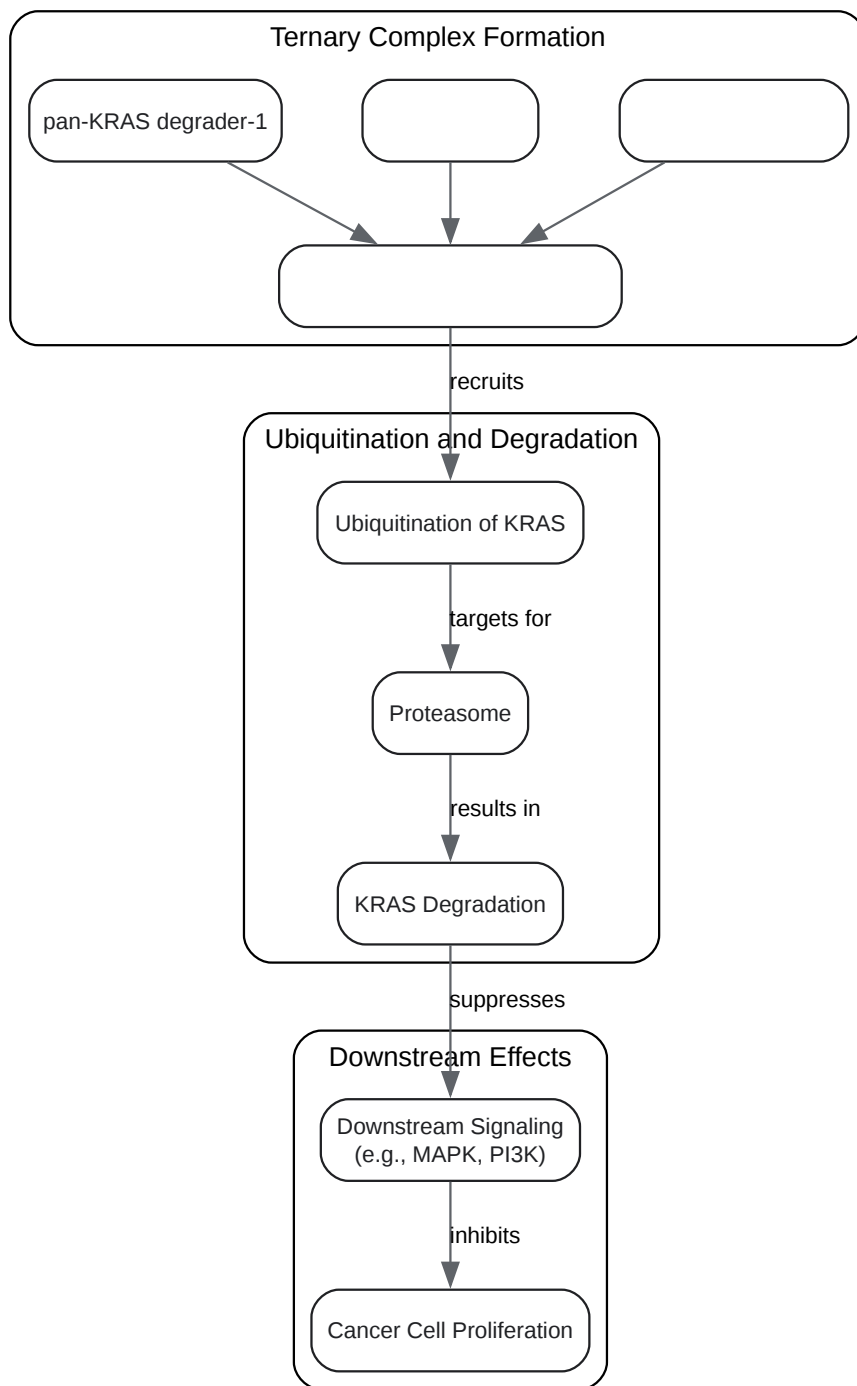 Ternary Complex Formation
pan-KRAS degrader-1
recruits
Ubiquitination and Degradation
Ubiquitination of KRAS
targets for
Proteasome
results in
KRAS Degradation
suppresses
Downstream Effects
Downstream Signaling
(e.g., MAPK, PI3K)
inhibits
Cancer Cell Proliferation